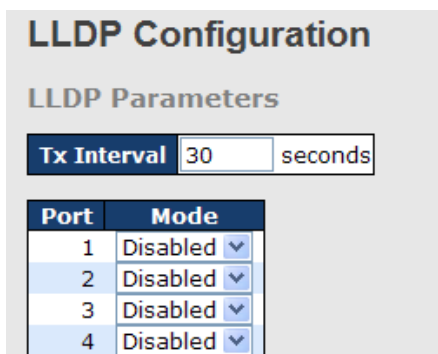 LLDP Configuration
LLDP Parameters
Tx Interval 30 seconds
Port Mode
1 Disabled
2 Disabled
3 Disabled
4 Disabled